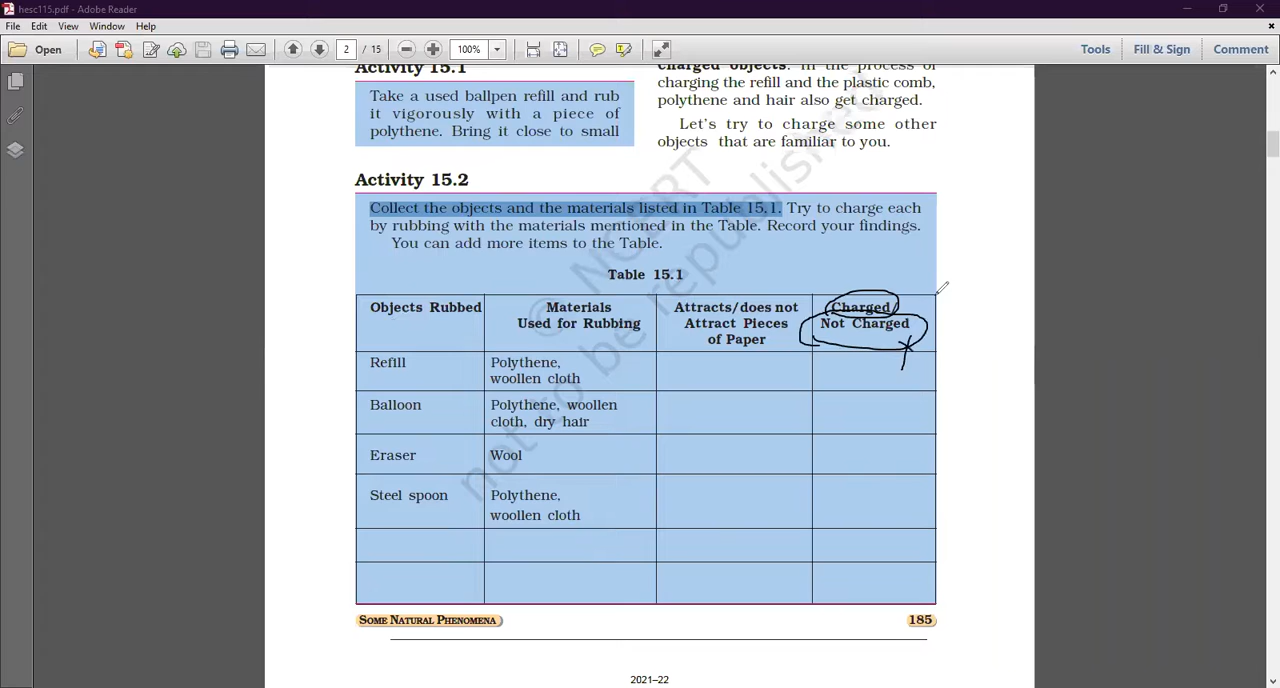 hesc115.pdf - Adobe Reader
File Edit View Window Help
Open 2 / 15 100% Tools Fill & Sign Comment
Activity 15.1
Take a used ballpen refill and rub
it vigorously with a piece of
polythene. Bring it close to small
charged objects. In the process of
charging the refill and the plastic comb,
polythene and hair also get charged.
Let's try to charge some other
objects that are familiar to you.
Activity 15.2
Collect the objects and the materials listed in Table 15.1. Try to charge each
by rubbing with the materials mentioned in the Table. Record your findings.
You can add more items to the Table.
Table 15.1
Objects Rubbed
Materials
Used for Rubbing
Attracts/does not
Attract Pieces
of Paper
Charged/
Not Charged
Refill
Polythene,
woollen cloth
Balloon
Polythene, woollen
cloth, dry hair
Eraser
Wool
Steel spoon
Polythene,
woollen cloth
© NCERT
not to be republished
SOME NATURAL PHENOMENA
185
2021–22